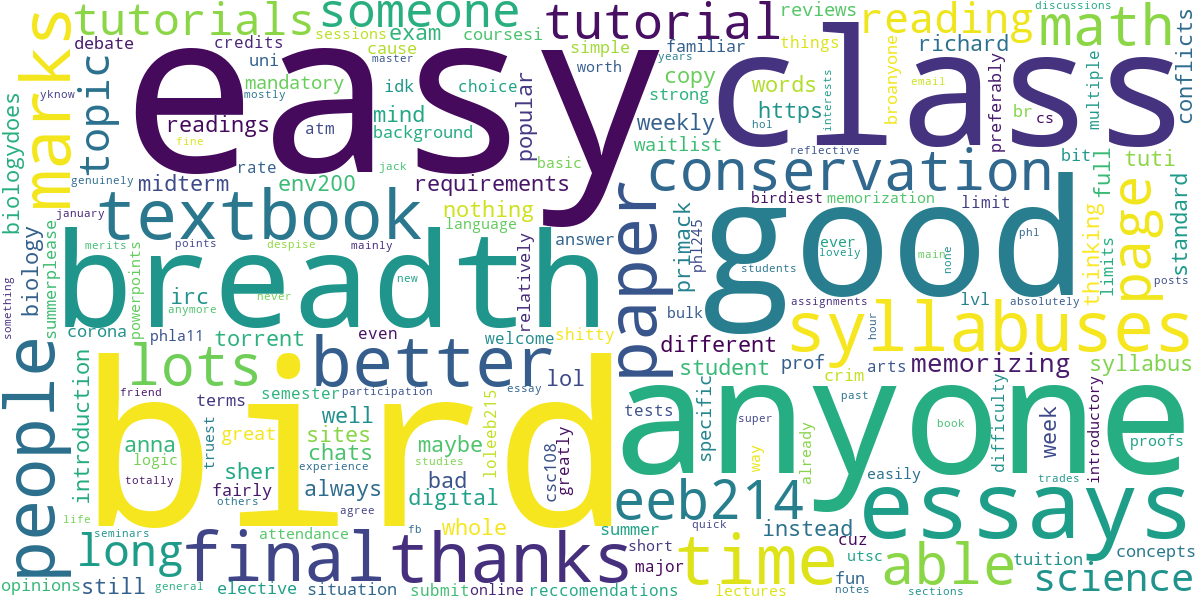 tutorials someone tutorial reviews discussions
debate credits sessions exam coursesi reading math
marks topic uni cause simple familiar things richard conflicts
easy class
mandatory master idk choice worth years copy words
strong https email broanyone preferably multiple
yknow mostly readings atm mind popular
background weekly hol interests br cs
biologydoes fine jack basic waitlist reflective
rate genuinely midterm env200 requirements conservation bit full tuti
january textbook nothing language birdiest memorization limit
something biology summerplease merits points despise mainly answer relatively
primack phl245 ever lovely main none phl
breadth good thinking limits page standard
powerpoints students new never anymore
irc corona phla11 torrent even welcome shitty bulk
assignments lvl absolutely posts
paper different syllabuses hour
people lots better lol student prof arts memorizing syllabus
introduction friend terms semester participation essay crim
bird anyone
anna logic truest great well sites chats maybe loleeb215
tests specific super past book difficulty week introductory proofs
totally sher fairly others experience studies always bad digital
csc108 greatly way already easily trades
life agree eeb214 essays
seminars attendance fb whole summer quick instead cuz
long final thanks short major time utsc able tuition concepts
opinions still general elective situation submit online reccomendations lectures fun notes sections science